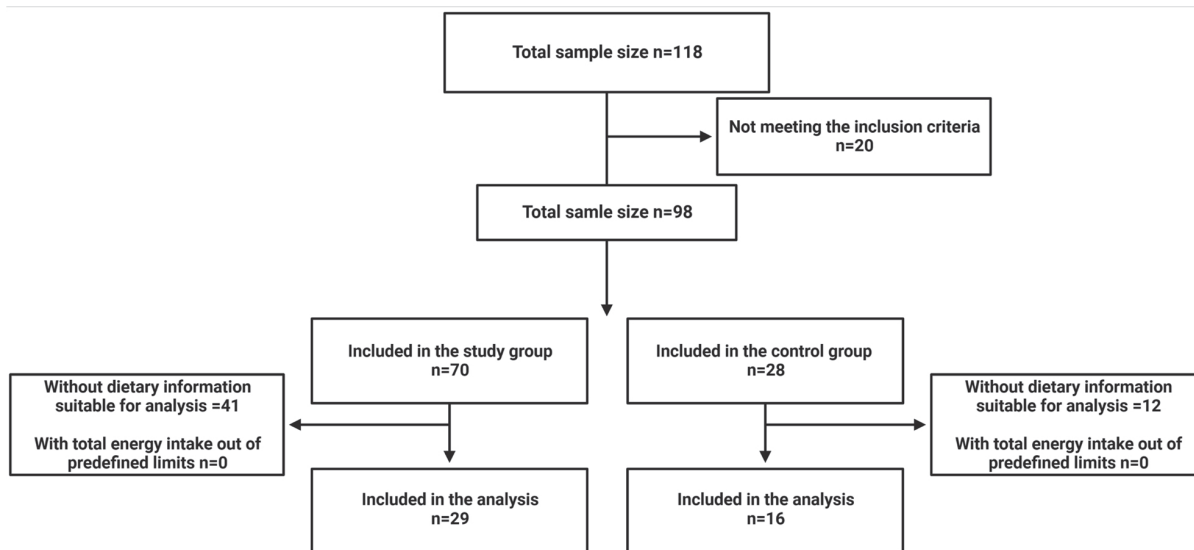 Total sample size n=118
Not meeting the inclusion criteria
n=20
Total samle size n=98
Included in the study group
n=70
Included in the control group
n=28
Without dietary information
suitable for analysis =41
With total energy intake out of
predefined limits n=0
Without dietary information
suitable for analysis =12
With total energy intake out of
predefined limits n=0
Included in the analysis
n=29
Included in the analysis
n=16